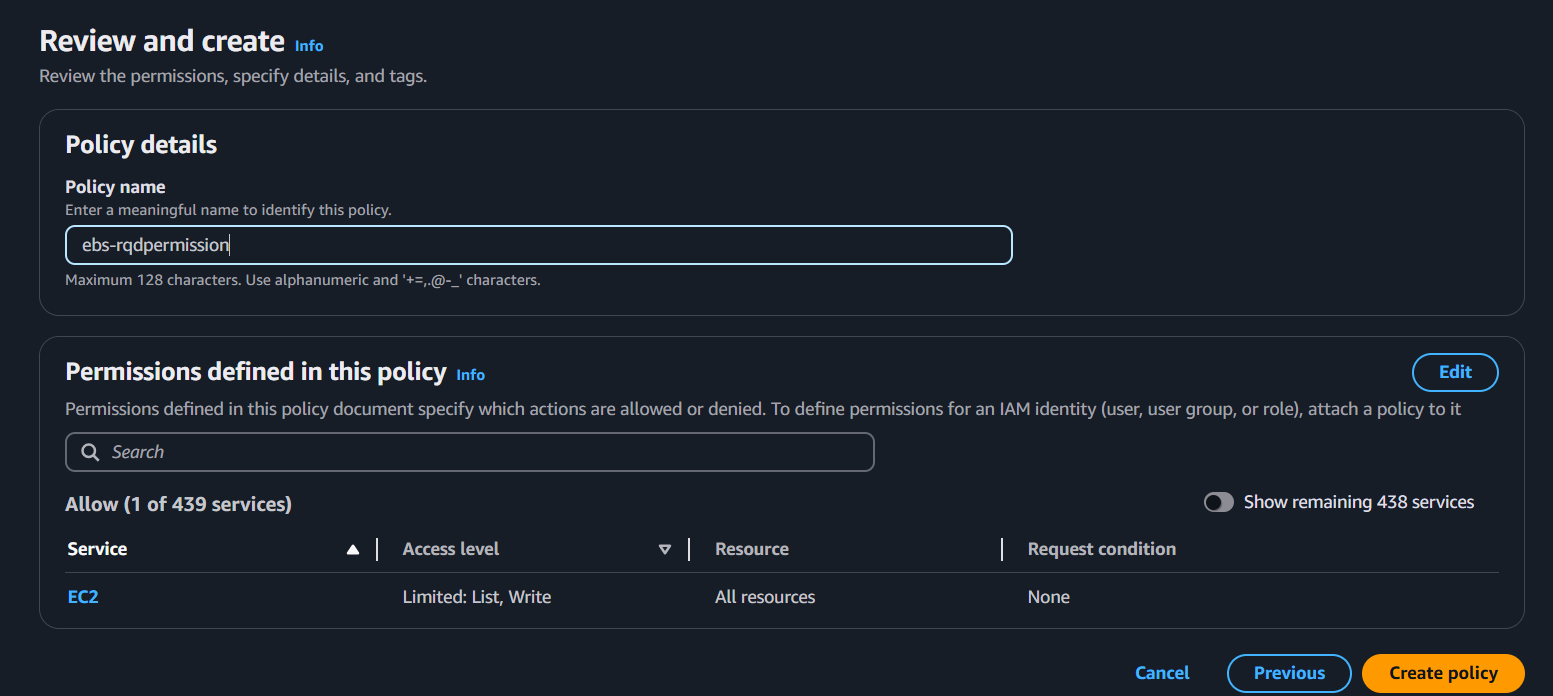 Review and create Info
Review the permissions, specify details, and tags.
Policy details
Policy name
Enter a meaningful name to identify this policy.
ebs-rqdpermission
Maximum 128 characters. Use alphanumeric and '+=,.@-_' characters.
Permissions defined in this policy Info
Edit
Permissions defined in this policy document specify which actions are allowed or denied. To define permissions for an IAM identity (user, user group, or role), attach a policy to it
Search
Allow (1 of 439 services)
Show remaining 438 services
Service Access level Resource Request condition
EC2 Limited: List, Write All resources None
Cancel Previous Create policy